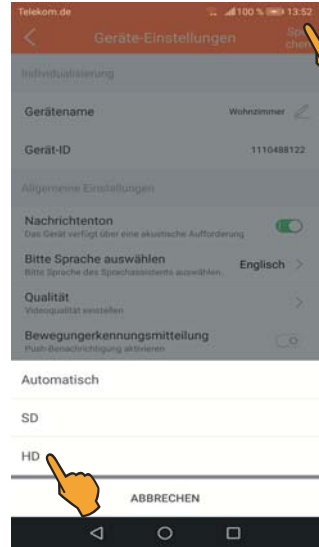 Telekom.de 100 % 13:52
Geräte-Einstellungen
Individualisierung
Gerätename Wohnzimmer
Gerät-ID 1110488122
Allgemeine Einstellungen
Nachrichtenton
Das Gerät verfügt über eine akustische Aufforderung
Bitte Sprache auswählen Englisch
Bitte Sprache des Sprachassistents auswählen.
Qualität
Videoqualität einstellen
Bewegungerkennungsmitteilung
Push-Benachrichtigung aktivieren
Automatisch
SD
HD
ABBRECHEN